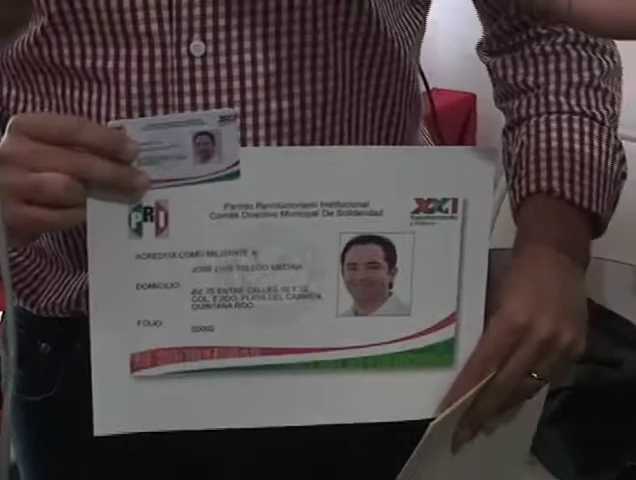 PRI
Partido Revolucionario Institucional
Comité Directivo Municipal De Solidaridad
XXI
ACREDITA COMO MILITANTE A:
JOSE LUIS TOLEDO MEDINA
DOMICILIO
AV. 75 ENTRE CALLES 10 Y 12
COL. EJIDO, PLAYA DEL CARMEN,
QUINTANA ROO
FOLIO
00002